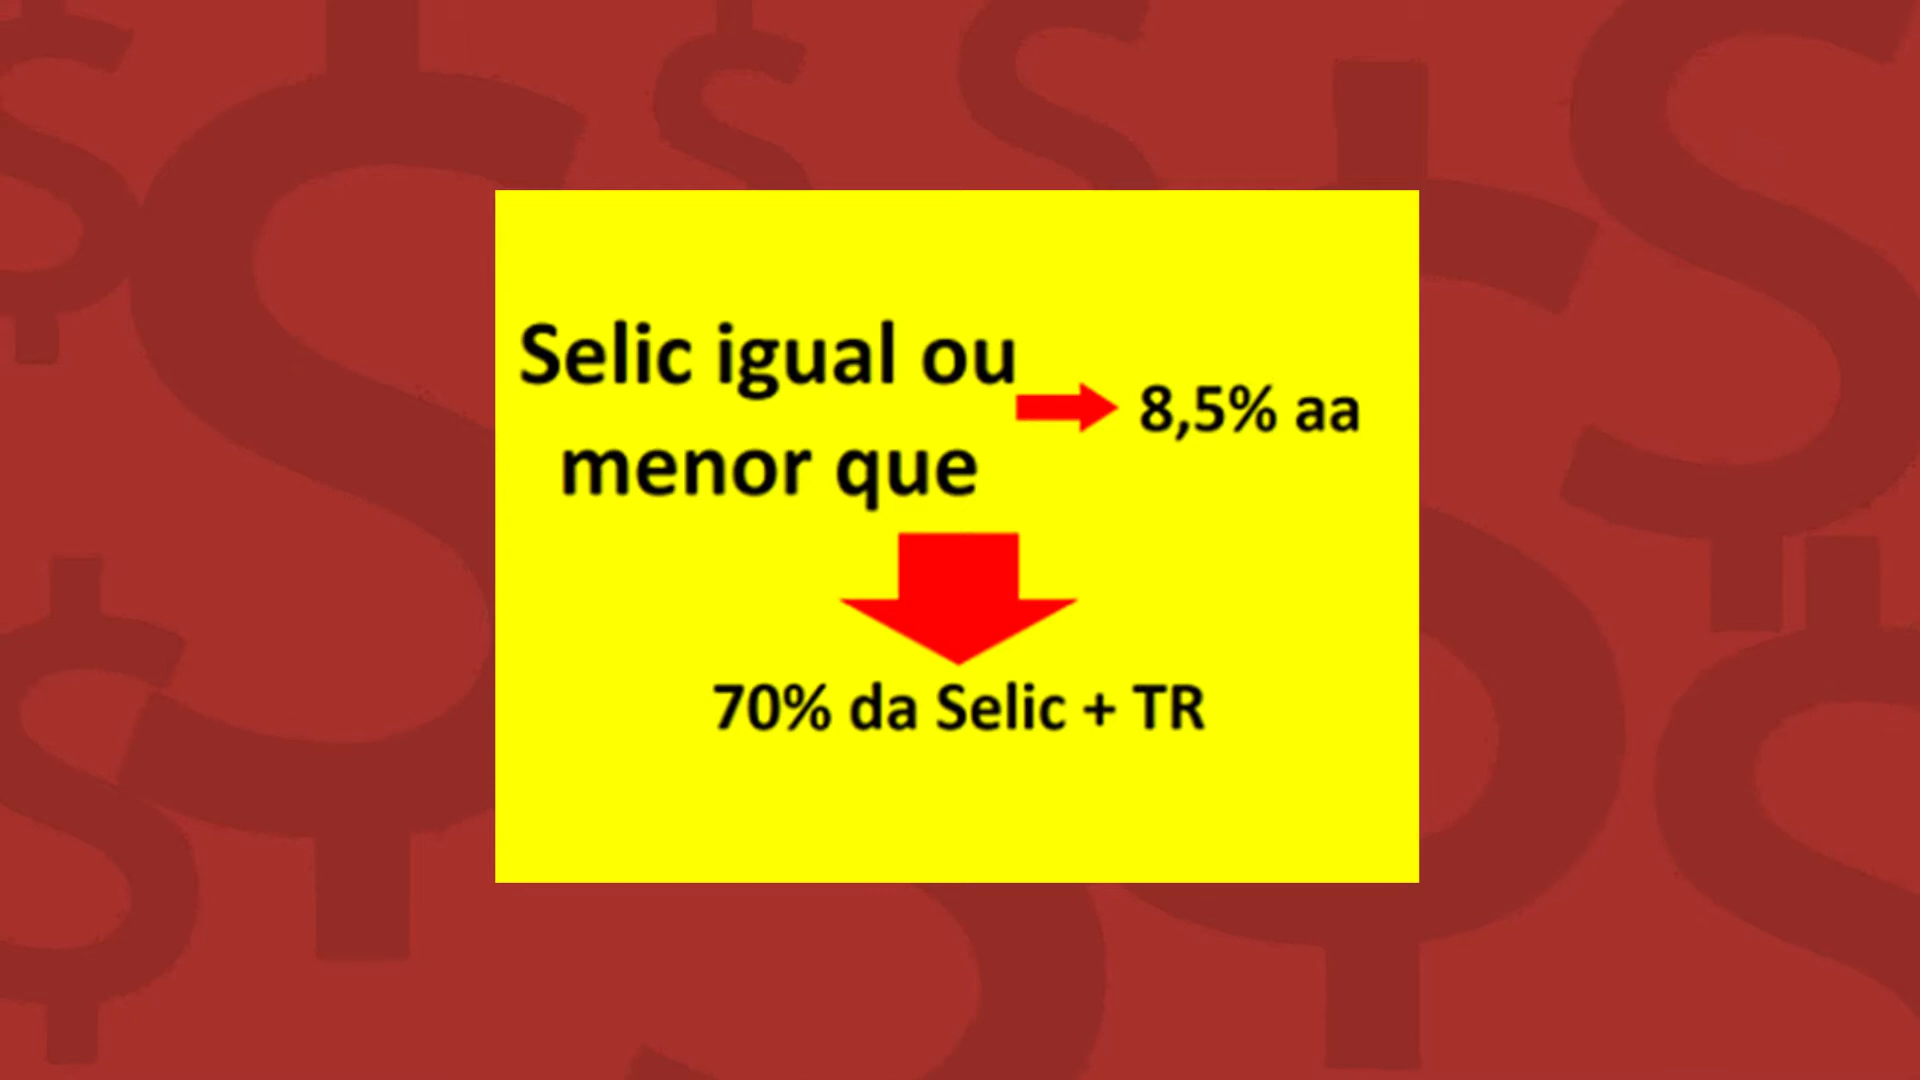 Selic igual ou
menor que
8,5% aa
70% da Selic + TR